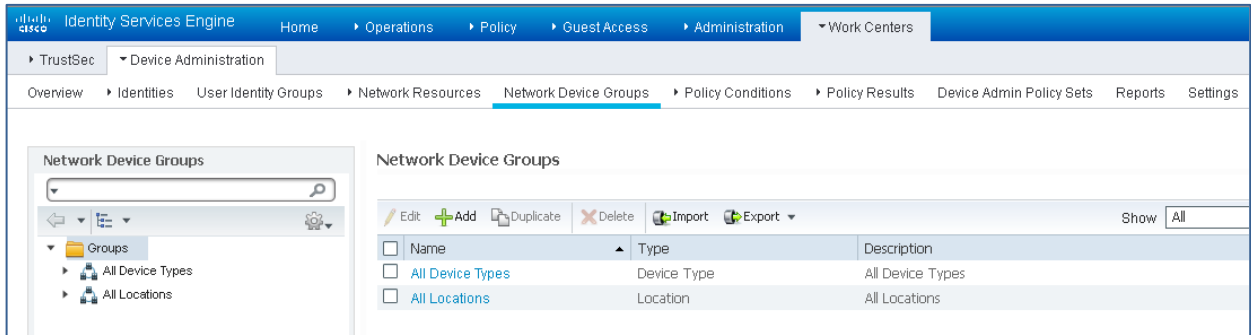 cisco Identity Services Engine Home Operations Policy Guest Access Administration Work Centers
TrustSec Device Administration
Overview Identities User Identity Groups Network Resources Network Device Groups Policy Conditions Policy Results Device Admin Policy Sets Reports Settings
Network Device Groups
Groups
All Device Types
All Locations
Network Device Groups
Edit Add Duplicate Delete Import Export Show All
Name Type Description
All Device Types Device Type All Device Types
All Locations Location All Locations